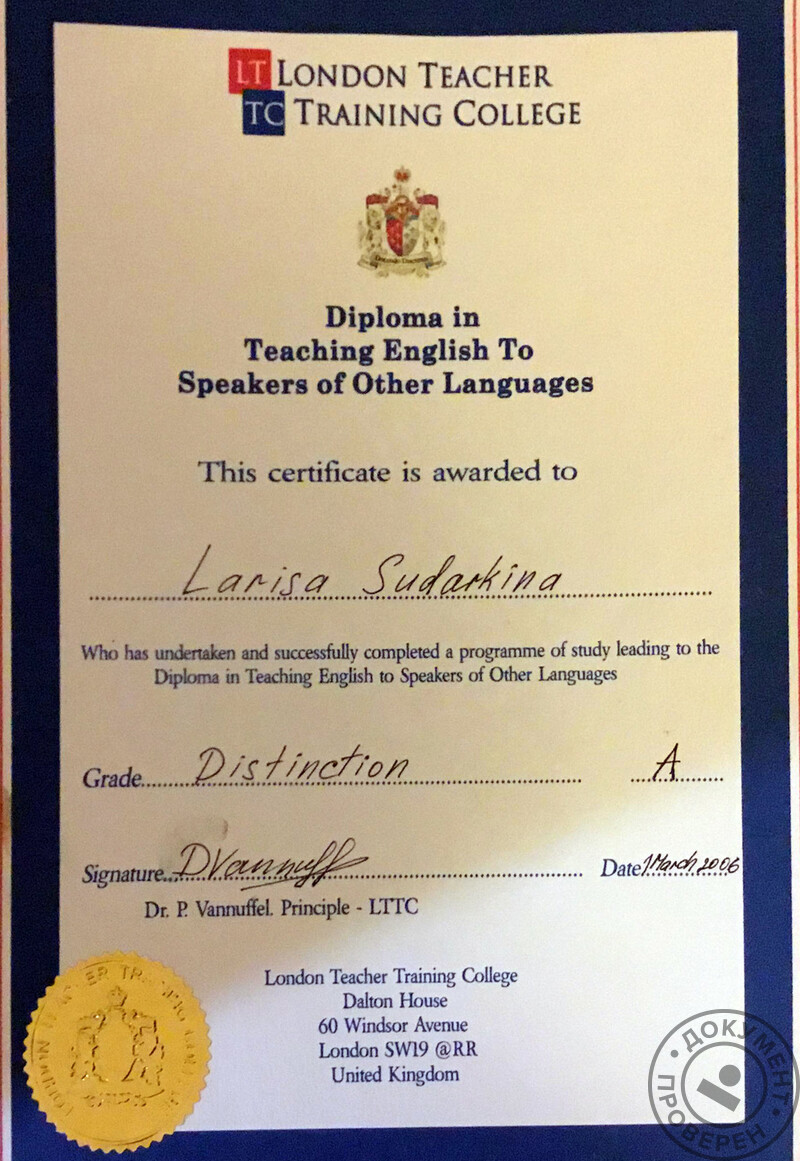 LT LONDON TEACHER
TC TRAINING COLLEGE
Diploma in
Teaching English To
Speakers of Other Languages
This certificate is awarded to
Larisa Sudarkina
Who has undertaken and successfully completed a programme of study leading to the
Diploma in Teaching English to Speakers of Other Languages
Grade Distinction A
Signature DVannuff Date 1 March 2006
Dr. P. Vannuffel. Principle - LTTC
London Teacher Training College
Dalton House
60 Windsor Avenue
London SW19 @RR
United Kingdom
ДОКУМЕНТ
ПРОВЕРЕН